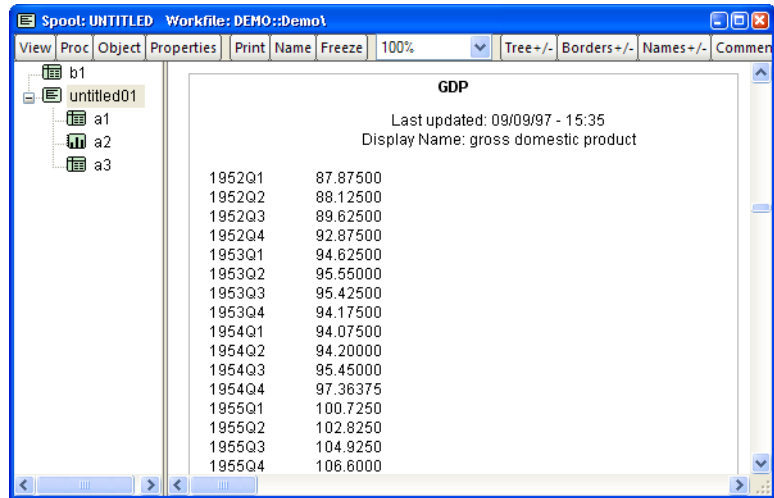 Spool: UNTITLED Workfile: DEMO::Demo\
View Proc Object Properties Print Name Freeze 100% Tree+/- Borders+/- Names+/- Commen
b1
untitled01
a1
a2
a3
GDP
Last updated: 09/09/97 - 15:35
Display Name: gross domestic product
1952Q1 87.87500
1952Q2 88.12500
1952Q3 89.62500
1952Q4 92.87500
1953Q1 94.62500
1953Q2 95.55000
1953Q3 95.42500
1953Q4 94.17500
1954Q1 94.07500
1954Q2 94.20000
1954Q3 95.45000
1954Q4 97.36375
1955Q1 100.7250
1955Q2 102.8250
1955Q3 104.9250
1955Q4 106.6000